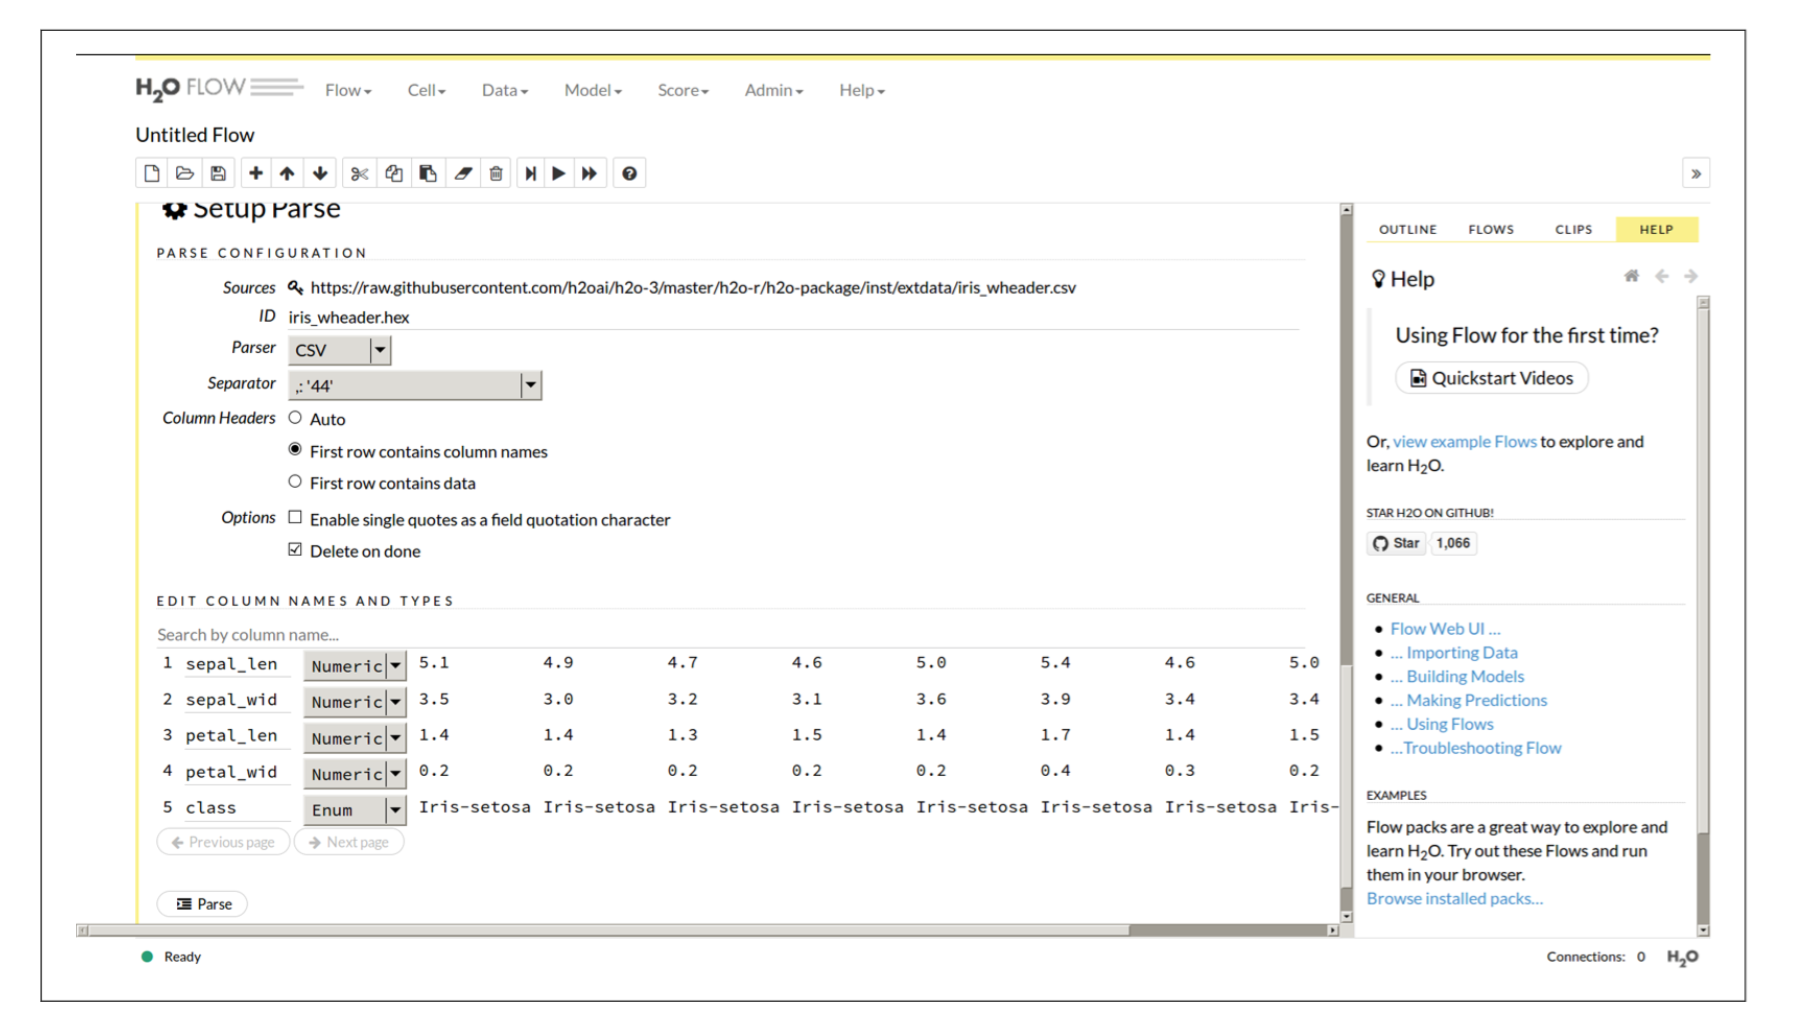 H2O FLOW Flow Cell Data Model Score Admin Help
Untitled Flow
Setup Parse
PARSE CONFIGURATION
Sources https://raw.githubusercontent.com/h2oai/h2o-3/master/h2o-r/h2o-package/inst/extdata/iris_wheader.csv
ID iris_wheader.hex
Parser CSV
Separator ,: '44'
Column Headers Auto
First row contains column names
First row contains data
Options Enable single quotes as a field quotation character
Delete on done
EDIT COLUMN NAMES AND TYPES
Search by column name...
1 sepal_len Numeric 5.1 4.9 4.7 4.6 5.0 5.4 4.6 5.0
2 sepal_wid Numeric 3.5 3.0 3.2 3.1 3.6 3.9 3.4 3.4
3 petal_len Numeric 1.4 1.4 1.3 1.5 1.4 1.7 1.4 1.5
4 petal_wid Numeric 0.2 0.2 0.2 0.2 0.2 0.4 0.3 0.2
5 class Enum Iris-setosa Iris-setosa Iris-setosa Iris-setosa Iris-setosa Iris-setosa Iris-setosa Iris-
Previous page Next page
Parse
OUTLINE FLOWS CLIPS HELP
Help
Using Flow for the first time?
Quickstart Videos
Or, view example Flows to explore and
learn H2O.
STAR H2O ON GITHUB!
Star 1,066
GENERAL
• Flow Web UI ...
• ... Importing Data
• ... Building Models
• ... Making Predictions
• ... Using Flows
• ...Troubleshooting Flow
EXAMPLES
Flow packs are a great way to explore and
learn H2O. Try out these Flows and run
them in your browser.
Browse installed packs...
Ready
Connections: 0 H2O